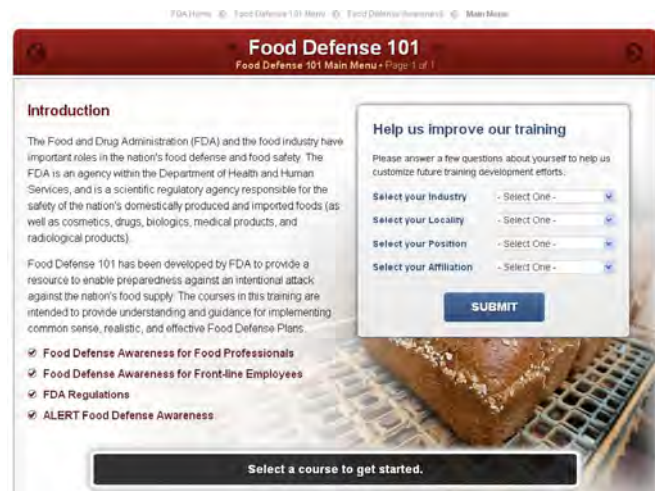 FDA Home Food Defense 101 Menu Food Defense Awareness Main Menu
Food Defense 101
Food Defense 101 Main Menu • Page 1 of 1
Introduction
The Food and Drug Administration (FDA) and the food industry have
important roles in the nation's food defense and food safety. The
FDA is an agency within the Department of Health and Human
Services, and is a scientific regulatory agency responsible for the
safety of the nation's domestically produced and imported foods (as
well as cosmetics, drugs, biologics, medical products, and
radiological products).
Food Defense 101 has been developed by FDA to provide a
resource to enable preparedness against an intentional attack
against the nation's food supply. The courses in this training are
intended to provide understanding and guidance for implementing
common sense, realistic, and effective Food Defense Plans.
Food Defense Awareness for Food Professionals
Food Defense Awareness for Front-line Employees
FDA Regulations
ALERT Food Defense Awareness
Help us improve our training
Please answer a few questions about yourself to help us
customize future training development efforts.
Select your Industry - Select One -
Select your Locality - Select One -
Select your Position - Select One -
Select your Affiliation - Select One -
SUBMIT
Select a course to get started.